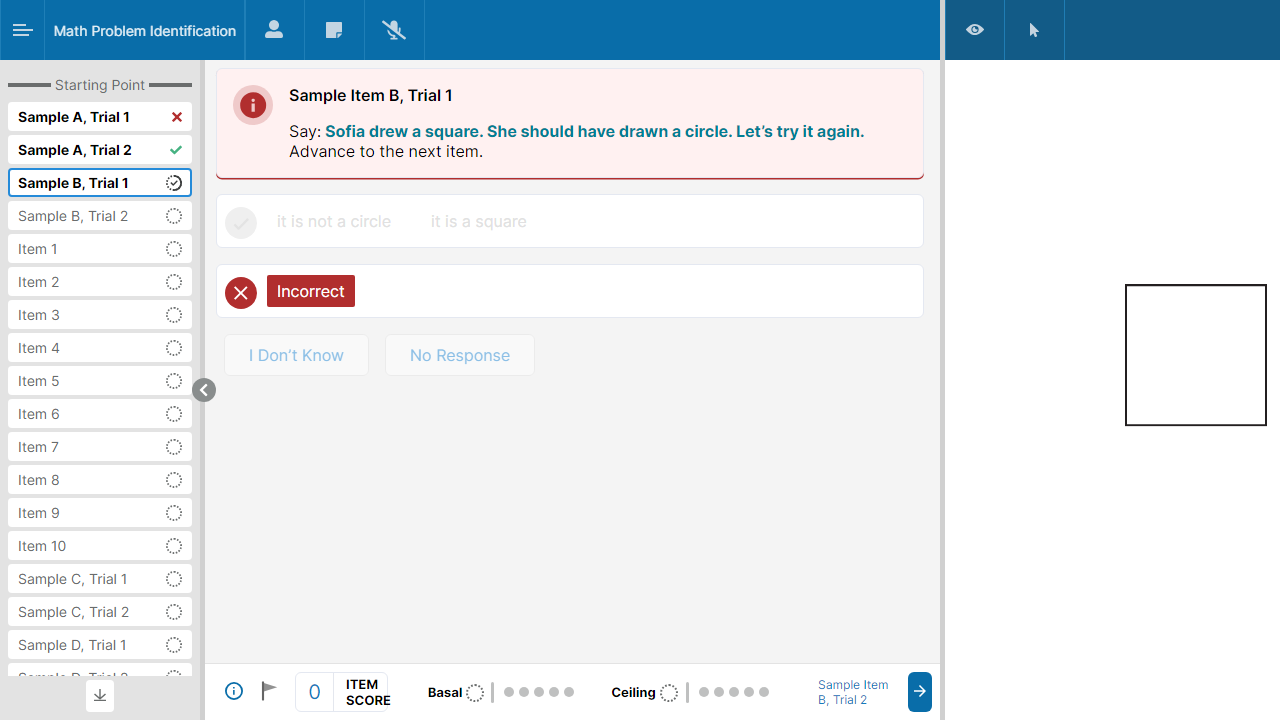 Math Problem Identification
Starting Point
Sample A, Trial 1
Sample A, Trial 2
Sample B, Trial 1
Sample B, Trial 2
Item 1
Item 2
Item 3
Item 4
Item 5
Item 6
Item 7
Item 8
Item 9
Item 10
Sample C, Trial 1
Sample C, Trial 2
Sample D, Trial 1
Sample Item B, Trial 1
Say: Sofia drew a square. She should have drawn a circle. Let’s try it again.
Advance to the next item.
it is not a circle it is a square
Incorrect
I Don’t Know No Response
0 ITEM SCORE
Basal
Ceiling
Sample Item
B, Trial 2